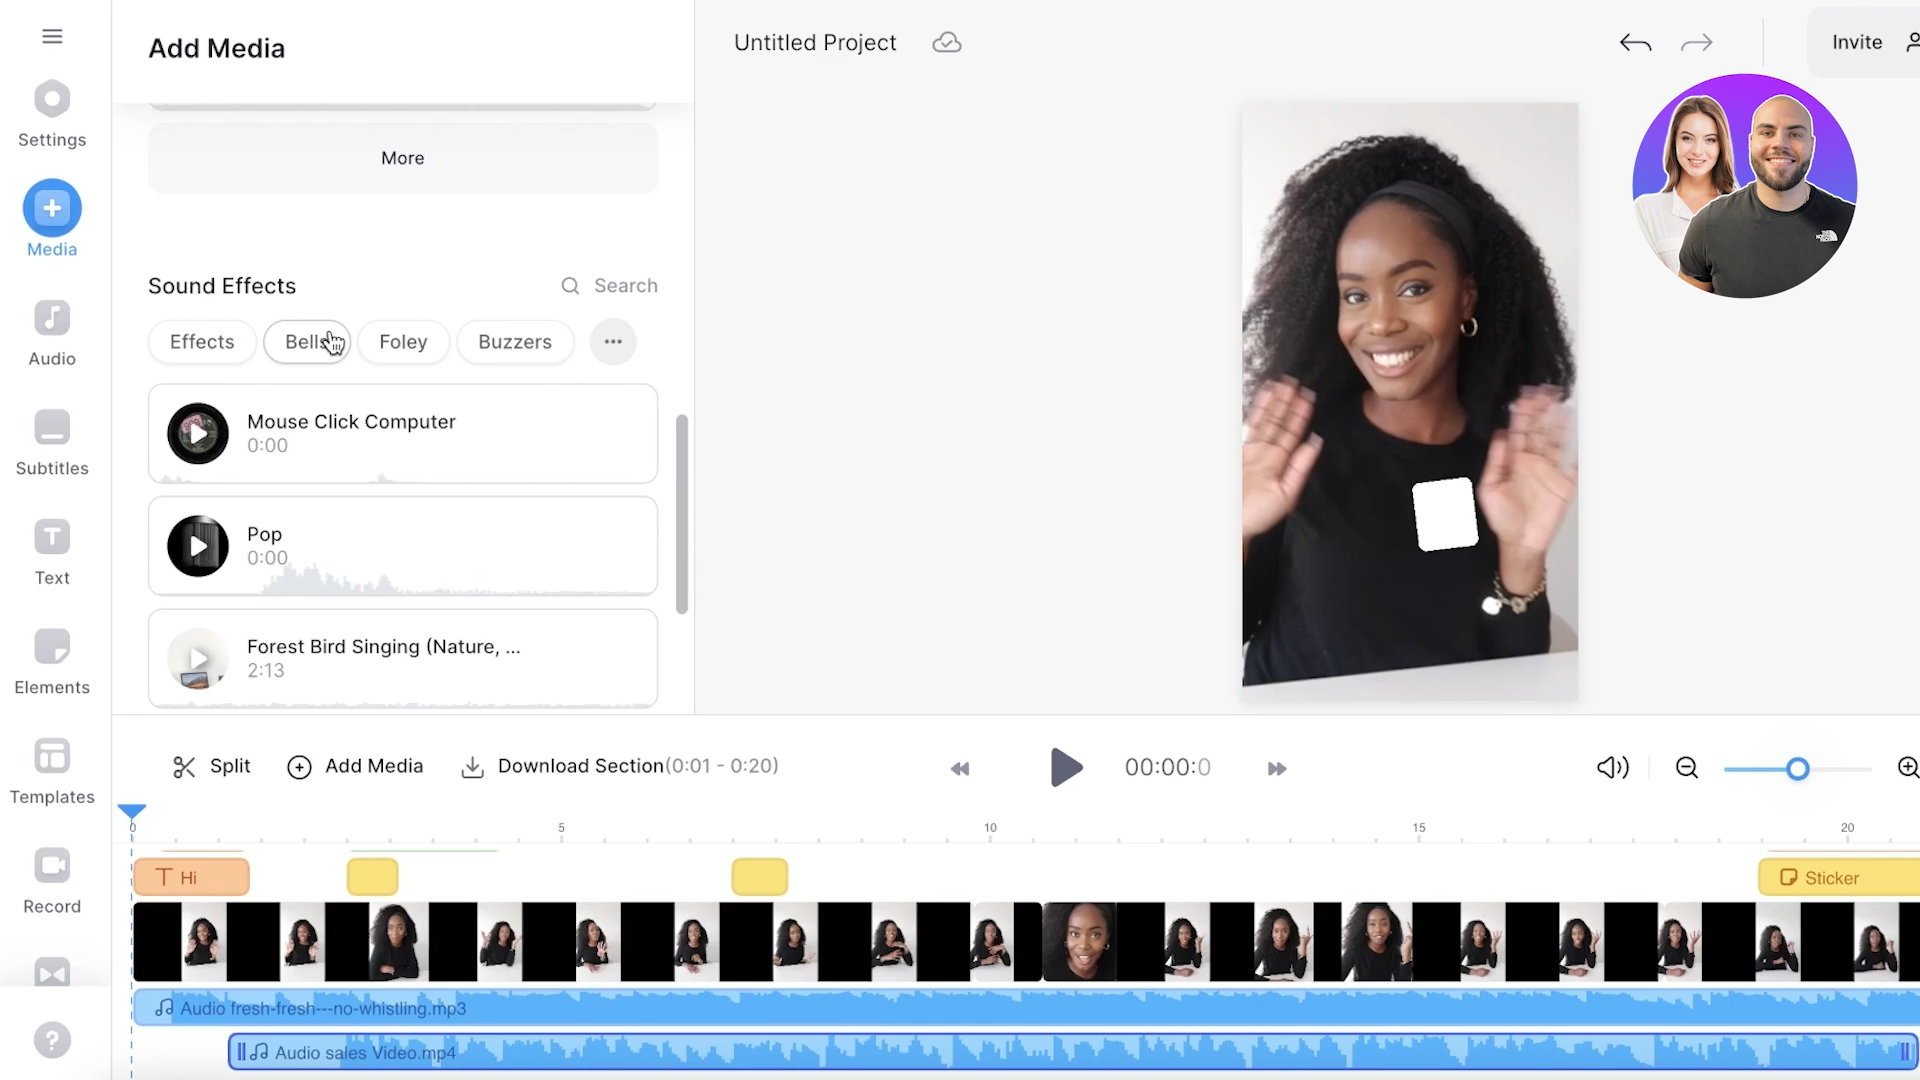 Add Media
Untitled Project
Invite
Settings
Media
Audio
Subtitles
Text
Elements
Templates
Record
More
Sound Effects
Search
Effects
Bells
Foley
Buzzers
Mouse Click Computer
0:00
Pop
0:00
Forest Bird Singing (Nature, ...
2:13
THE NORTH FACE
Split
Add Media
Download Section(0:01 - 0:20)
00:00:0
0
5
10
15
20
T Hi
Sticker
Audio fresh-fresh---no-whistling.mp3
Audio sales Video.mp4